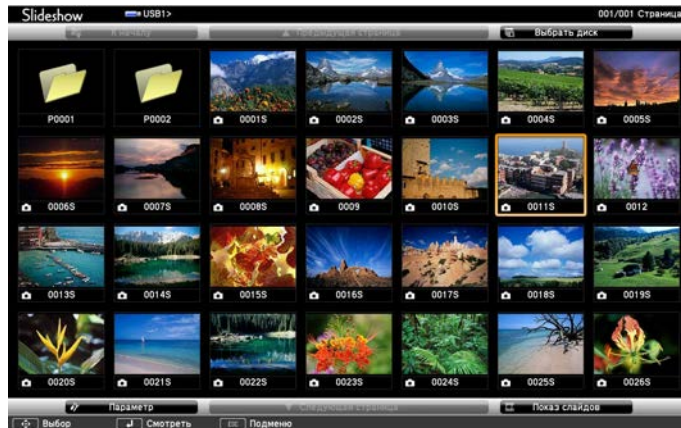 Slideshow USB1> 001/001 Страница
К началу Предыдущая страница Выбрать диск
P0001 P0002 0001S 0002S 0003S 0004S 0005S
0006S 0007S 0008S 0009 0010S 0011S 0012
0013S 0014S 0015S 0016S 0017S 0018S 0019S
0020S 0021S 0022S 0023S 0024S 0025S 0026S
Параметр Следующая страница Показ слайдов
Выбор Смотреть ESC Подменю